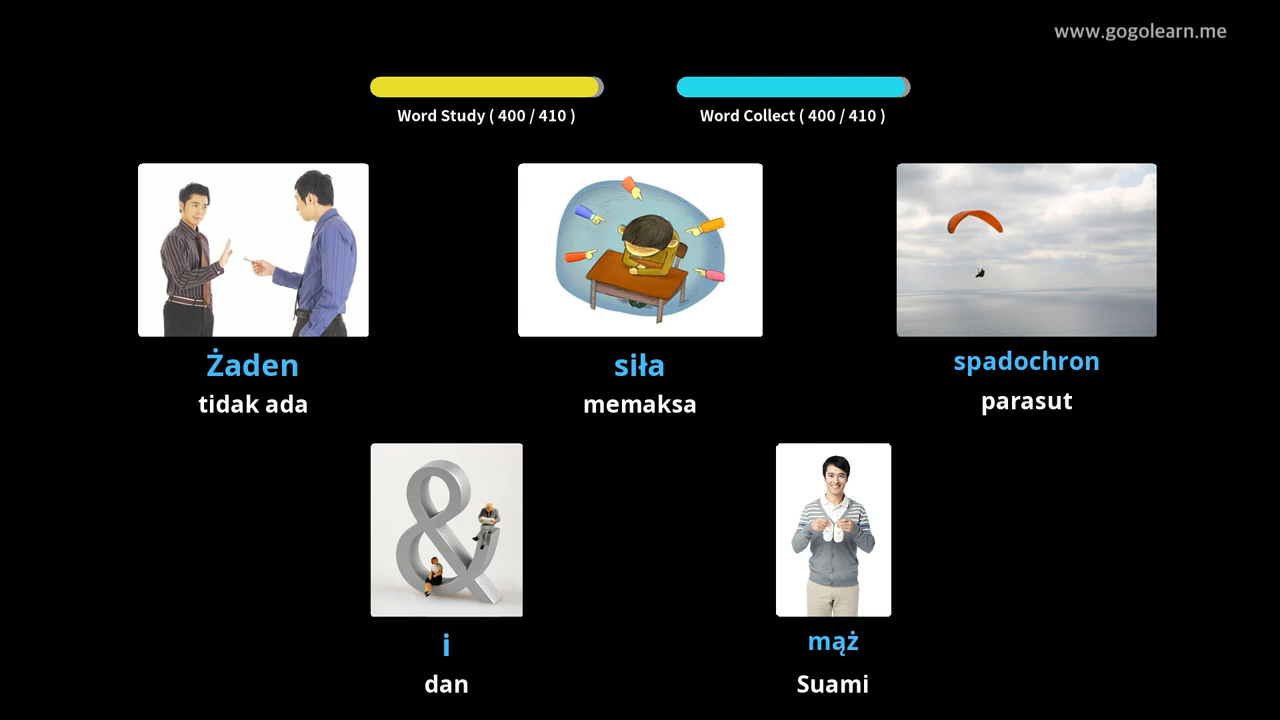 www.gogolearn.me
Word Study ( 400 / 410 )
Word Collect ( 400 / 410 )
Żaden
tidak ada
siła
memaksa
spadochron
parasut
i
dan
mąż
Suami